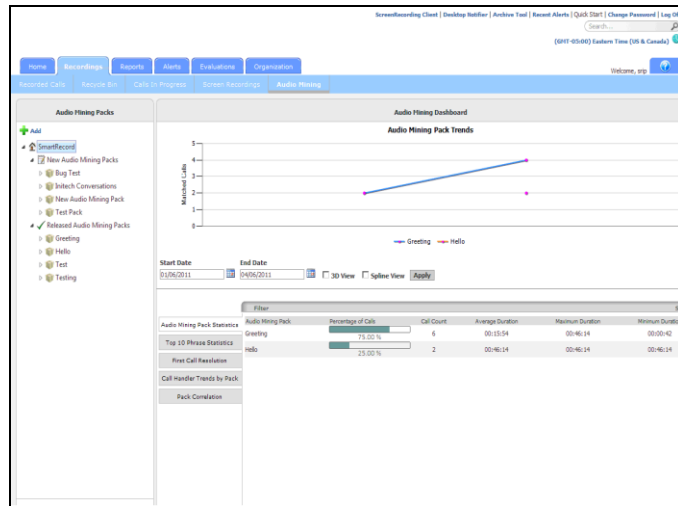 ScreenRecording Client | Desktop Notifier | Archive Tool | Recent Alerts | Quick Start | Change Password | Log Of
Search...
(GMT-05:00) Eastern Time (US & Canada)
Home Recordings Reports Alerts Evaluations Organization
Welcome, srip
Recorded Calls Recycle Bin Calls In Progress Screen Recordings Audio Mining
Audio Mining Packs
Audio Mining Dashboard
Add
SmartRecord
New Audio Mining Packs
Bug Test
Initech Conversations
New Audio Mining Pack
Test Pack
Released Audio Mining Packs
Greeting
Hello
Test
Testing
Audio Mining Pack Trends
Matched Calls
5
4
3
2
1
0
Greeting Hello
Start Date End Date
01/06/2011 04/06/2011 3D View Spline View Apply
Filter
Audio Mining Pack Statistics
Top 10 Phrase Statistics
First Call Resolution
Call Handler Trends by Pack
Pack Correlation
Audio Mining Pack Percentage of Calls Call Count Average Duration Maximum Duration Minimum Duratio
Greeting 75.00 % 6 00:15:54 00:46:14 00:00:42
Hello 25.00 % 2 00:46:14 00:46:14 00:46:14